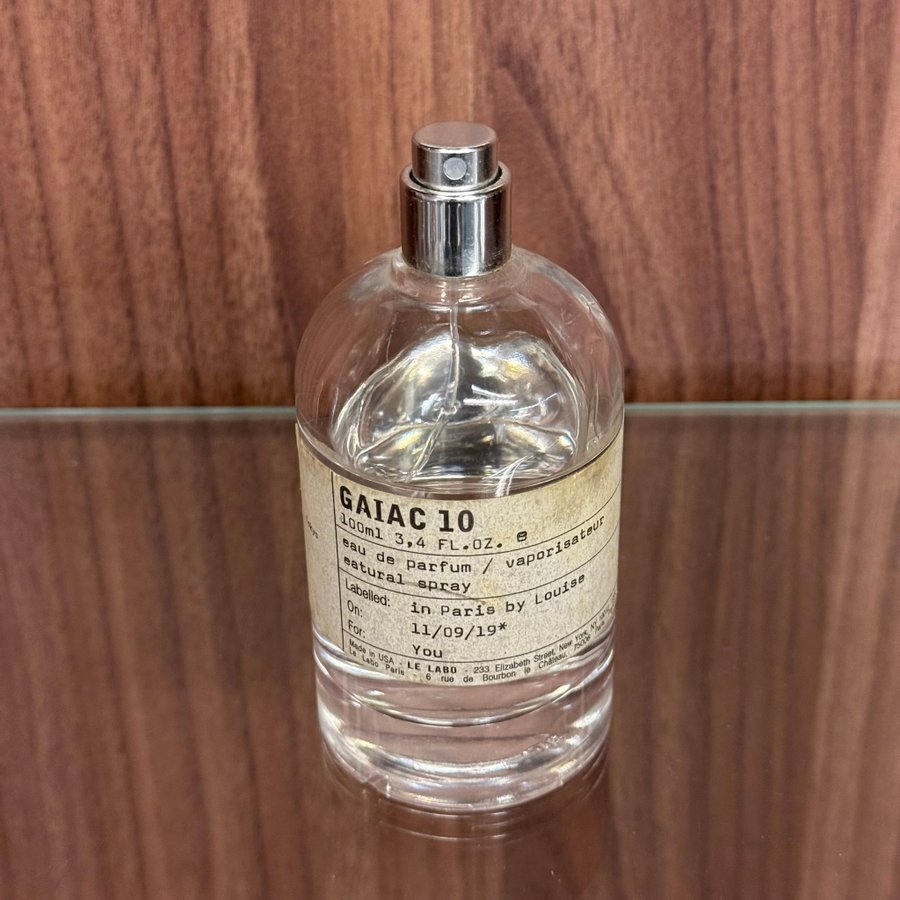 GAIAC 10
100ml 3,4 FL.OZ. e
eau de parfum / vaporisateur
natural spray
Labelled: in Paris by Louise
On: 11/09/19*
For: You
Made in USA - LE LABO - 233 Elizabeth Street, New York, NY
Le Labo Paris 6 rue de Bourbon le Château, 75006